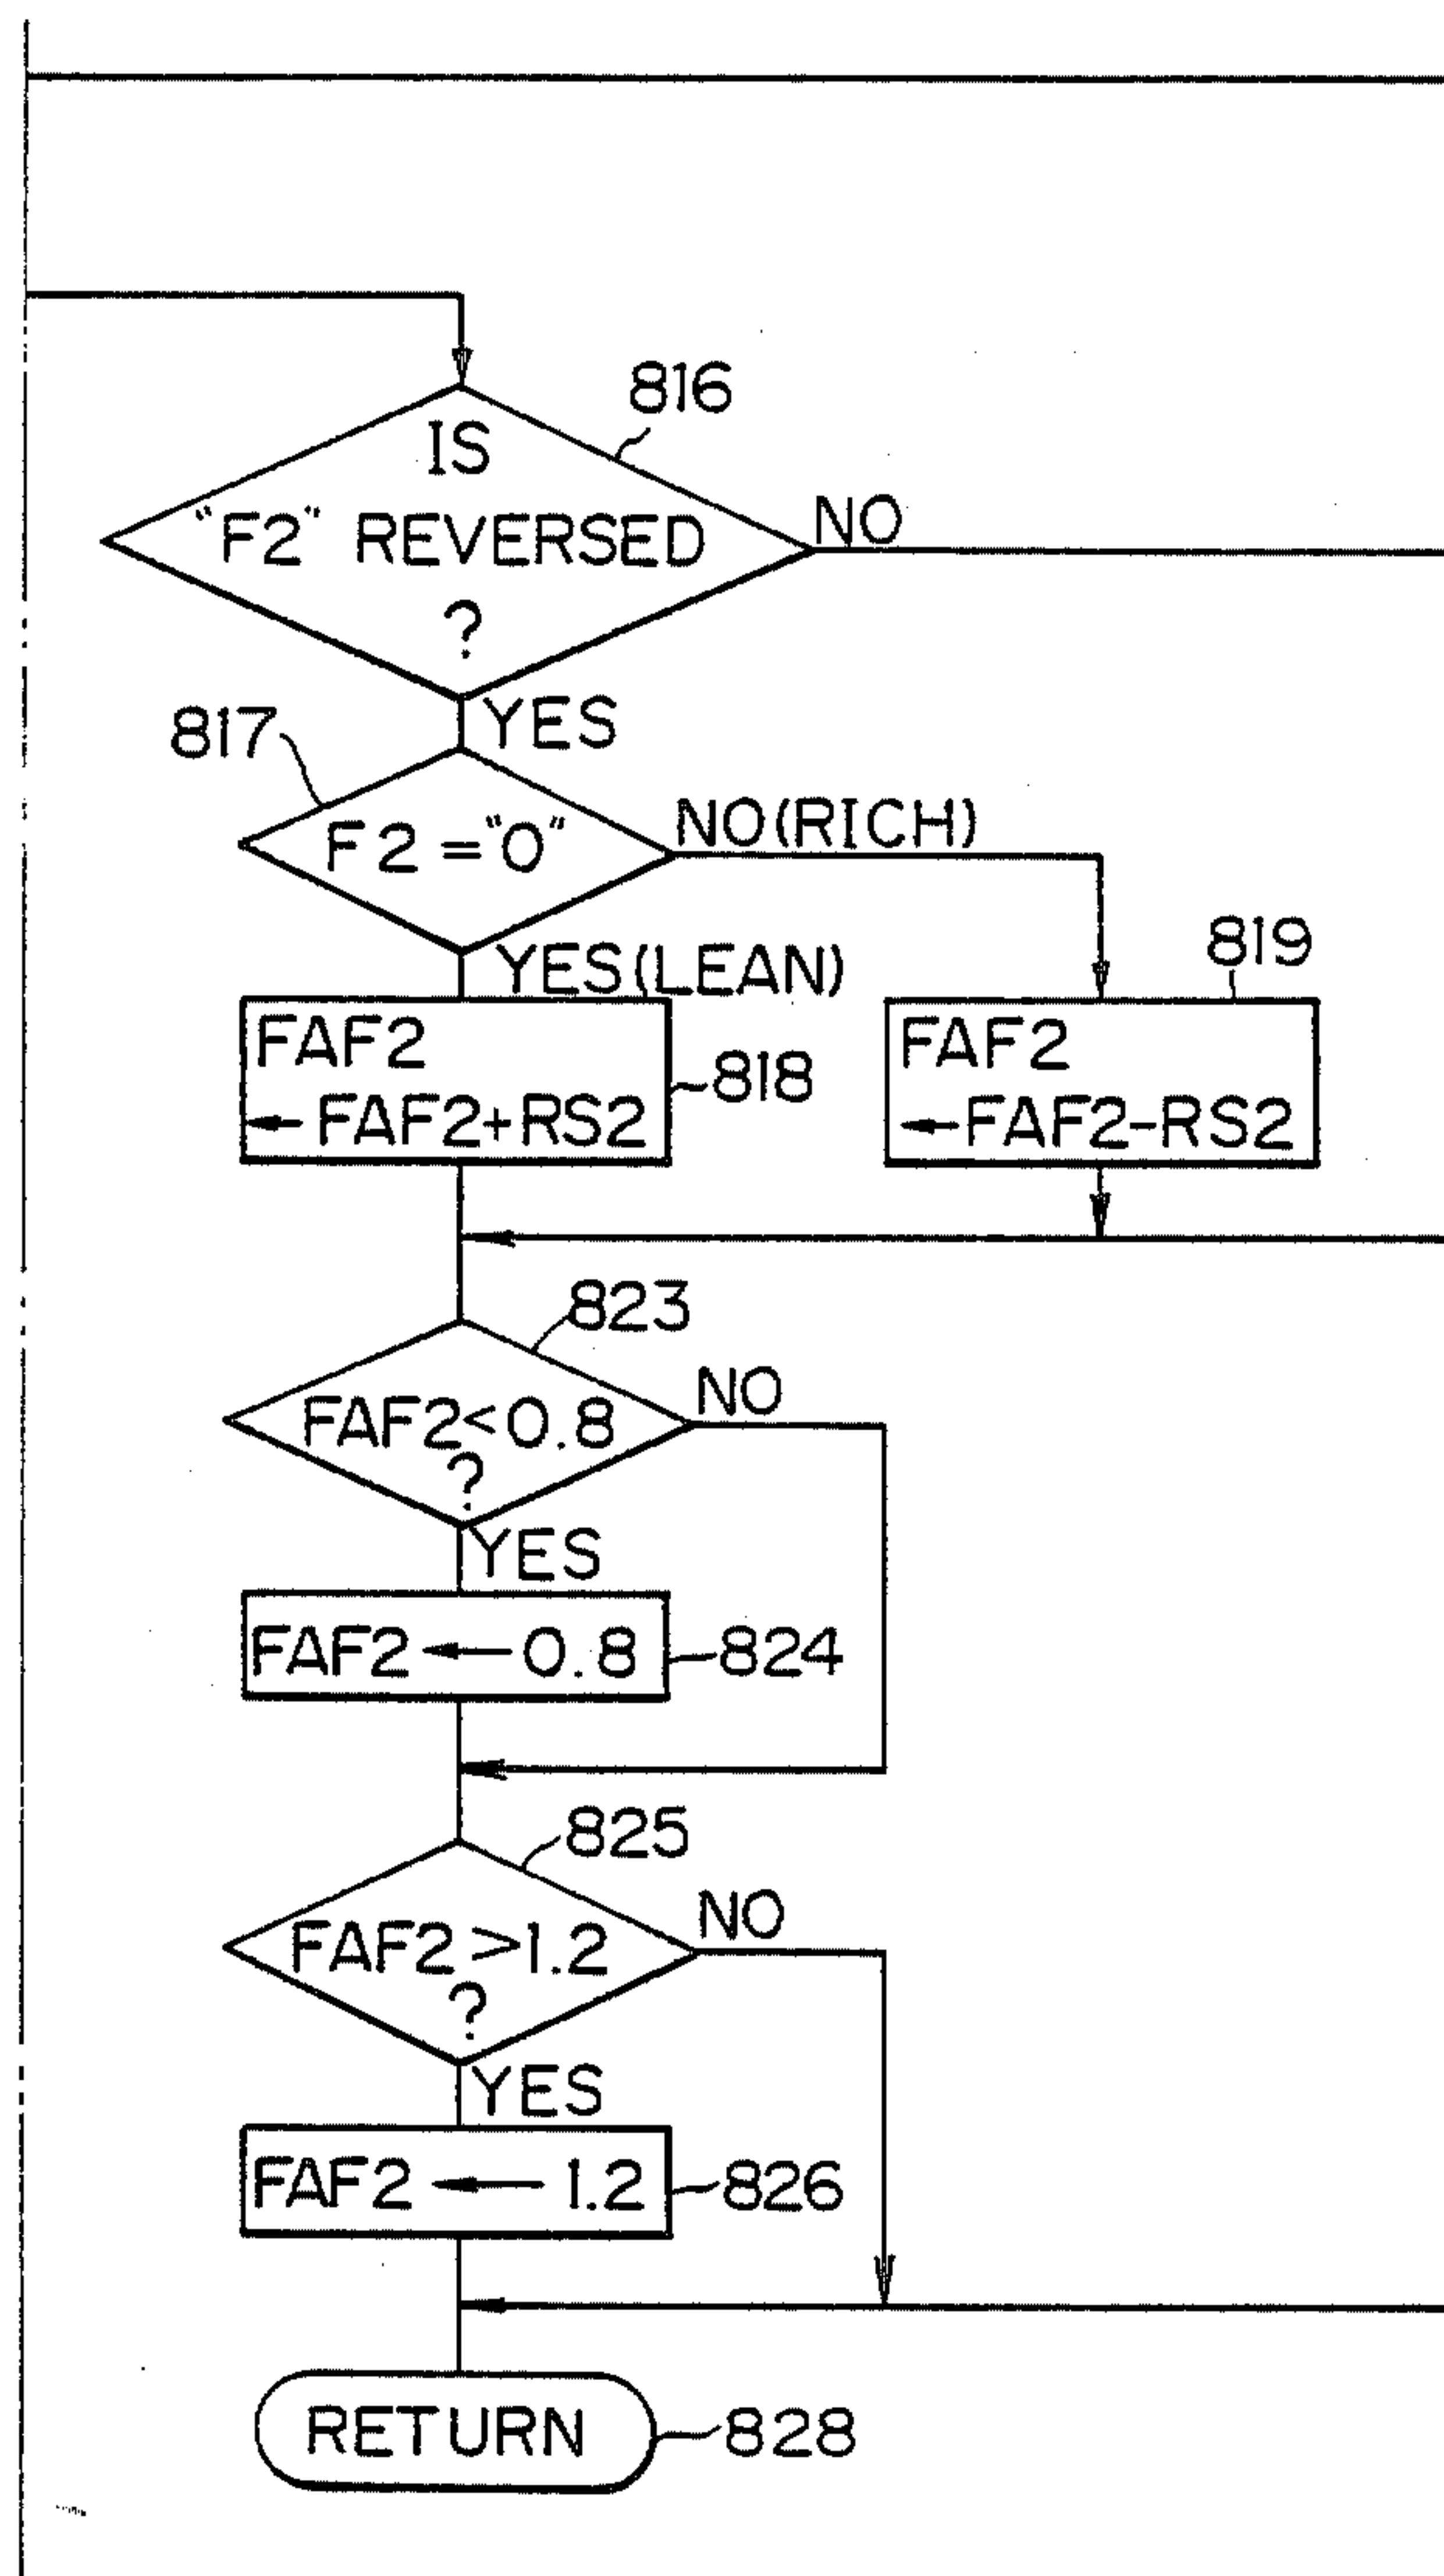 816
IS
"F2" REVERSED
?
NO
YES
817
F2="0"
NO(RICH)
YES(LEAN)
819
FAF2
← FAF2+RS2
818
FAF2
←FAF2-RS2
823
FAF2<0.8
?
NO
YES
FAF2 ← 0.8
824
825
FAF2>1.2
?
NO
YES
FAF2 ← 1.2
826
RETURN
828